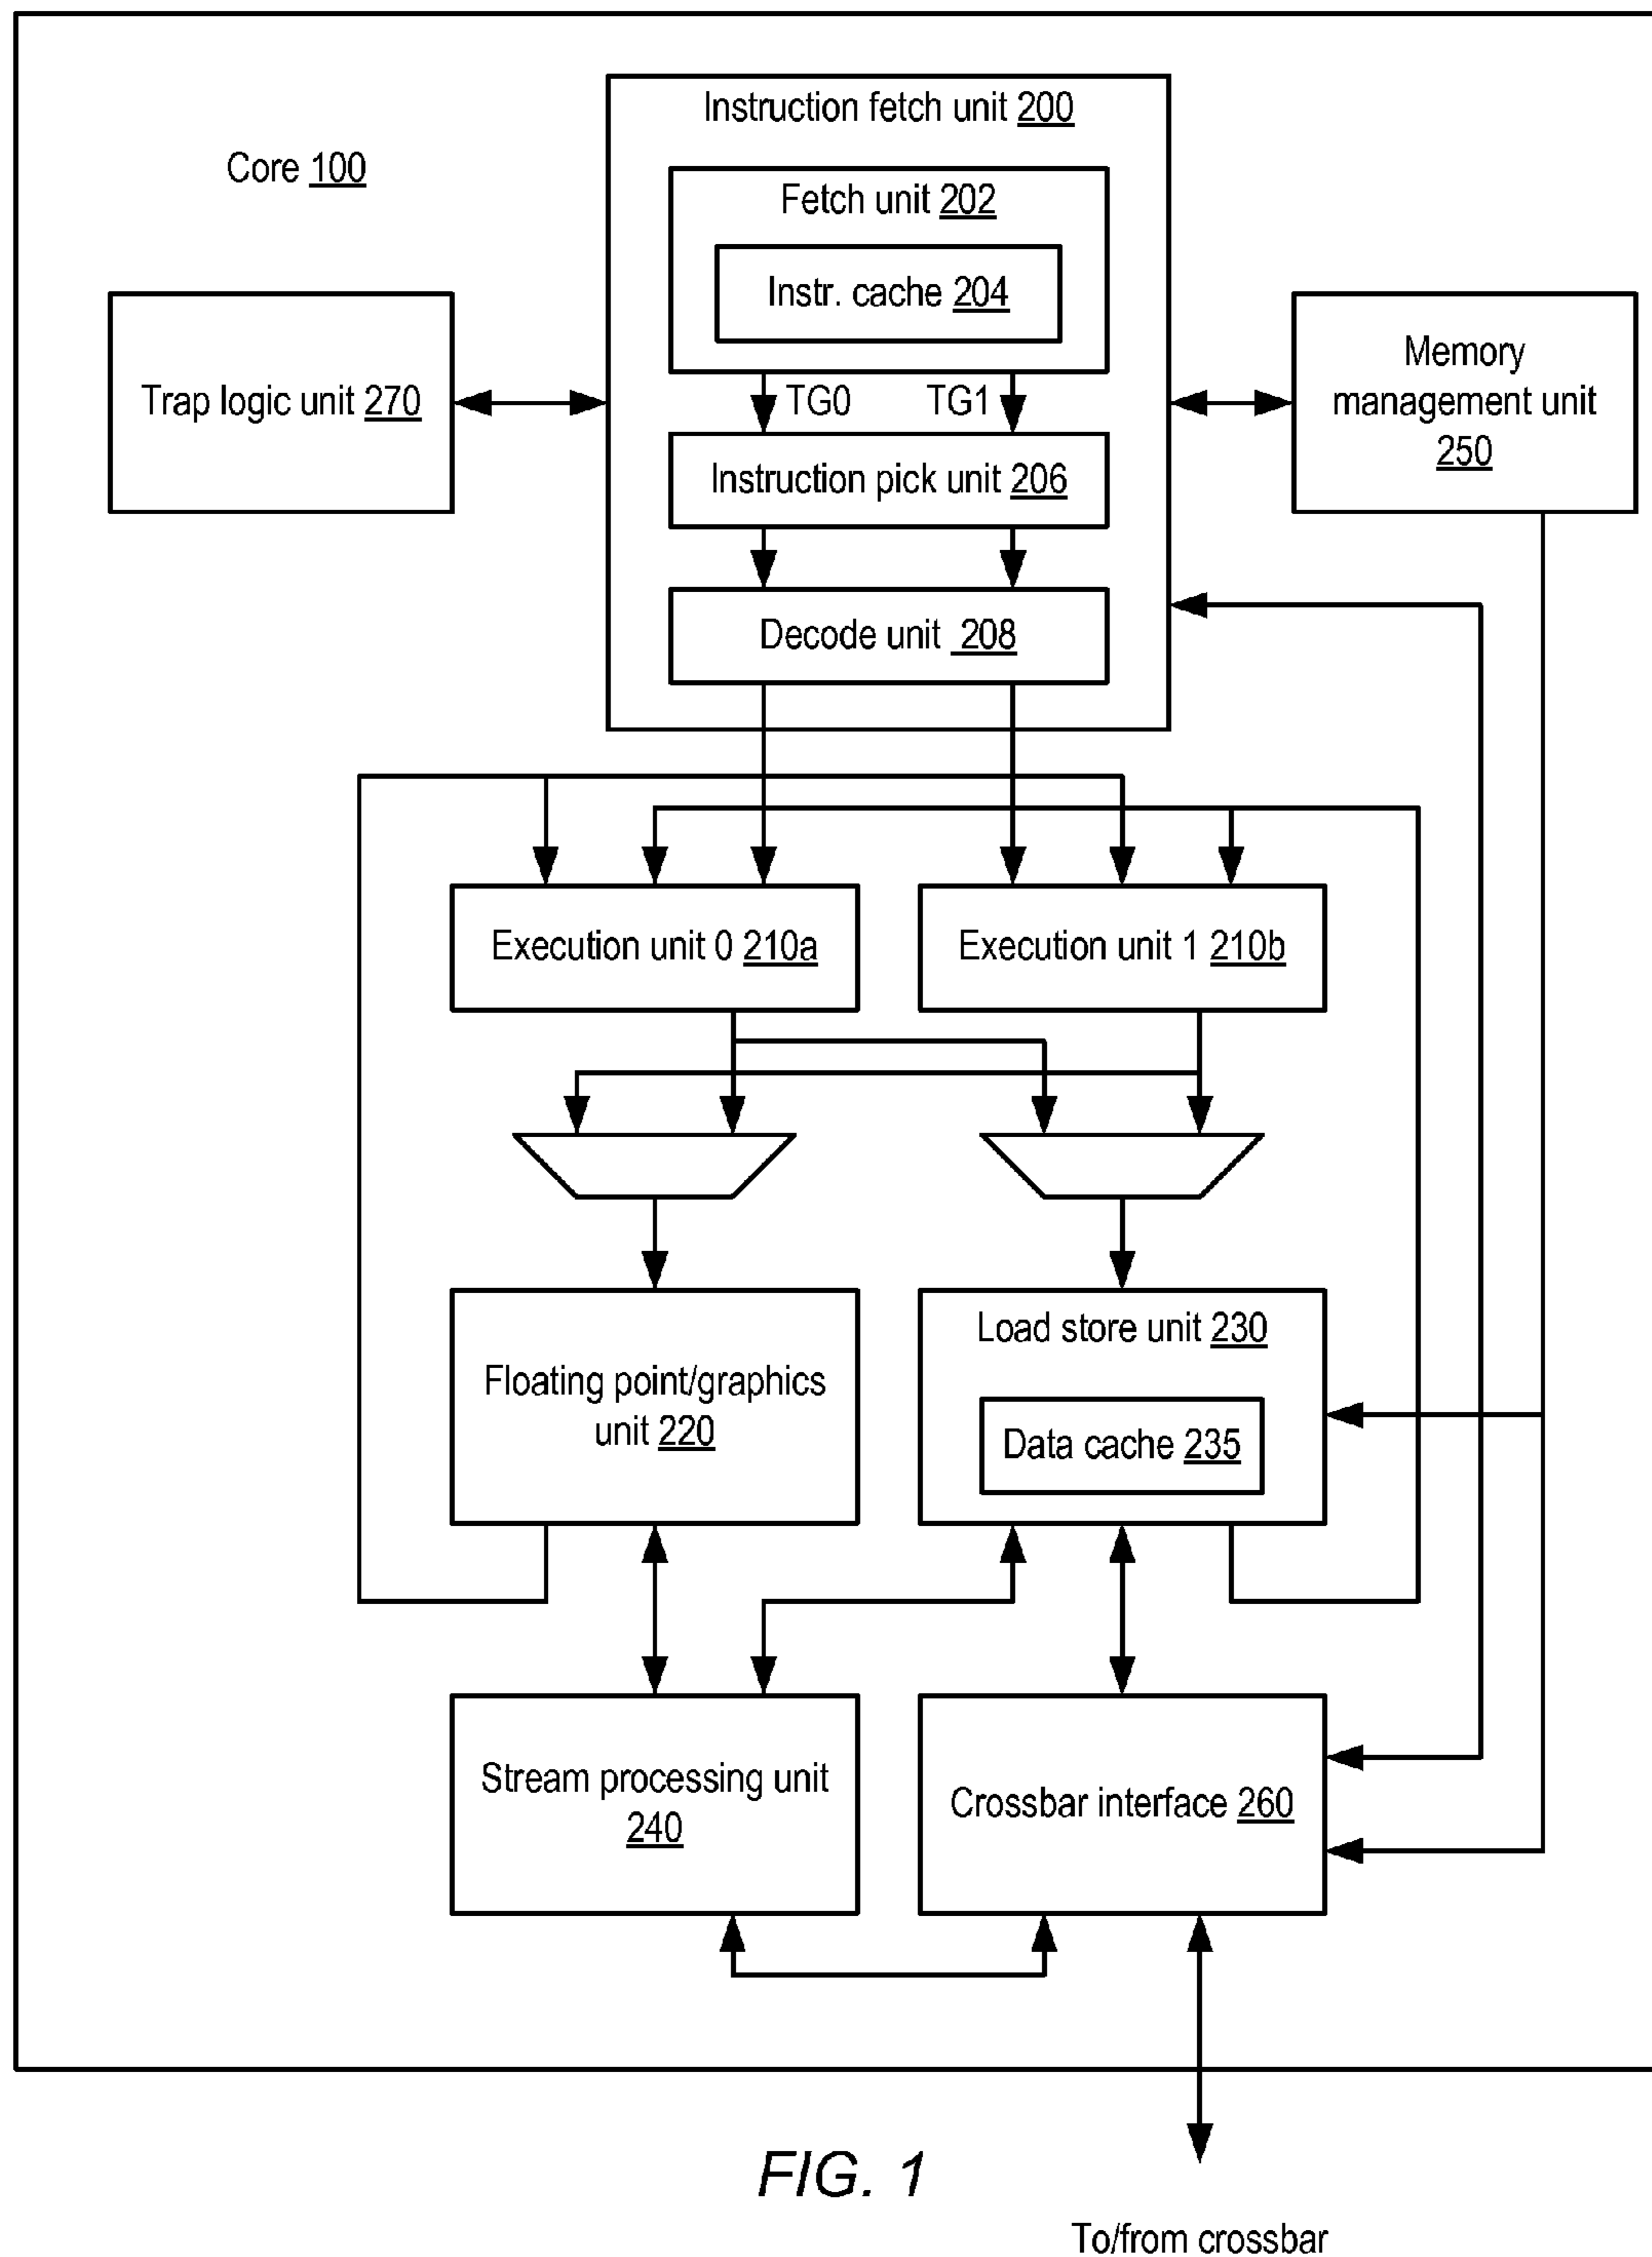 Instruction fetch unit 200
Core 100
Fetch unit 202
Instr. cache 204
Trap logic unit 270
Memory
management unit
250
TG0
TG1
Instruction pick unit 206
Decode unit 208
Execution unit 0 210a
Execution unit 1 210b
Floating point/graphics
unit 220
Load store unit 230
Data cache 235
Stream processing unit
240
Crossbar interface 260
FIG. 1
To/from crossbar